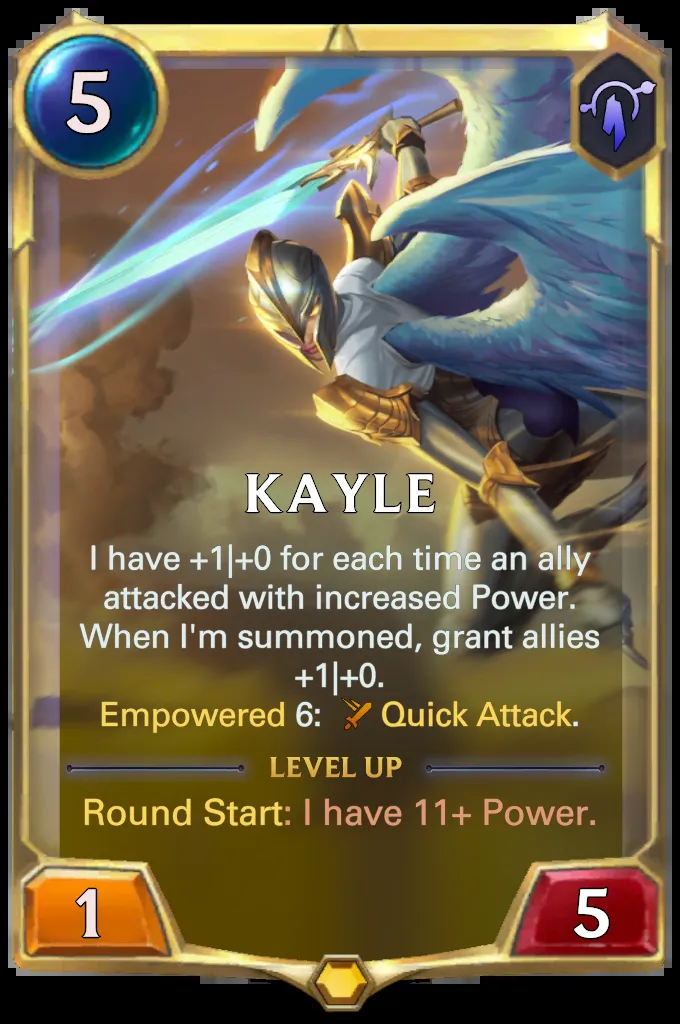 5
KAYLE
I have +1|+0 for each time an ally
attacked with increased Power.
When I'm summoned, grant allies
+1|+0.
Empowered 6: Quick Attack.
LEVEL UP
Round Start: I have 11+ Power.
1
5